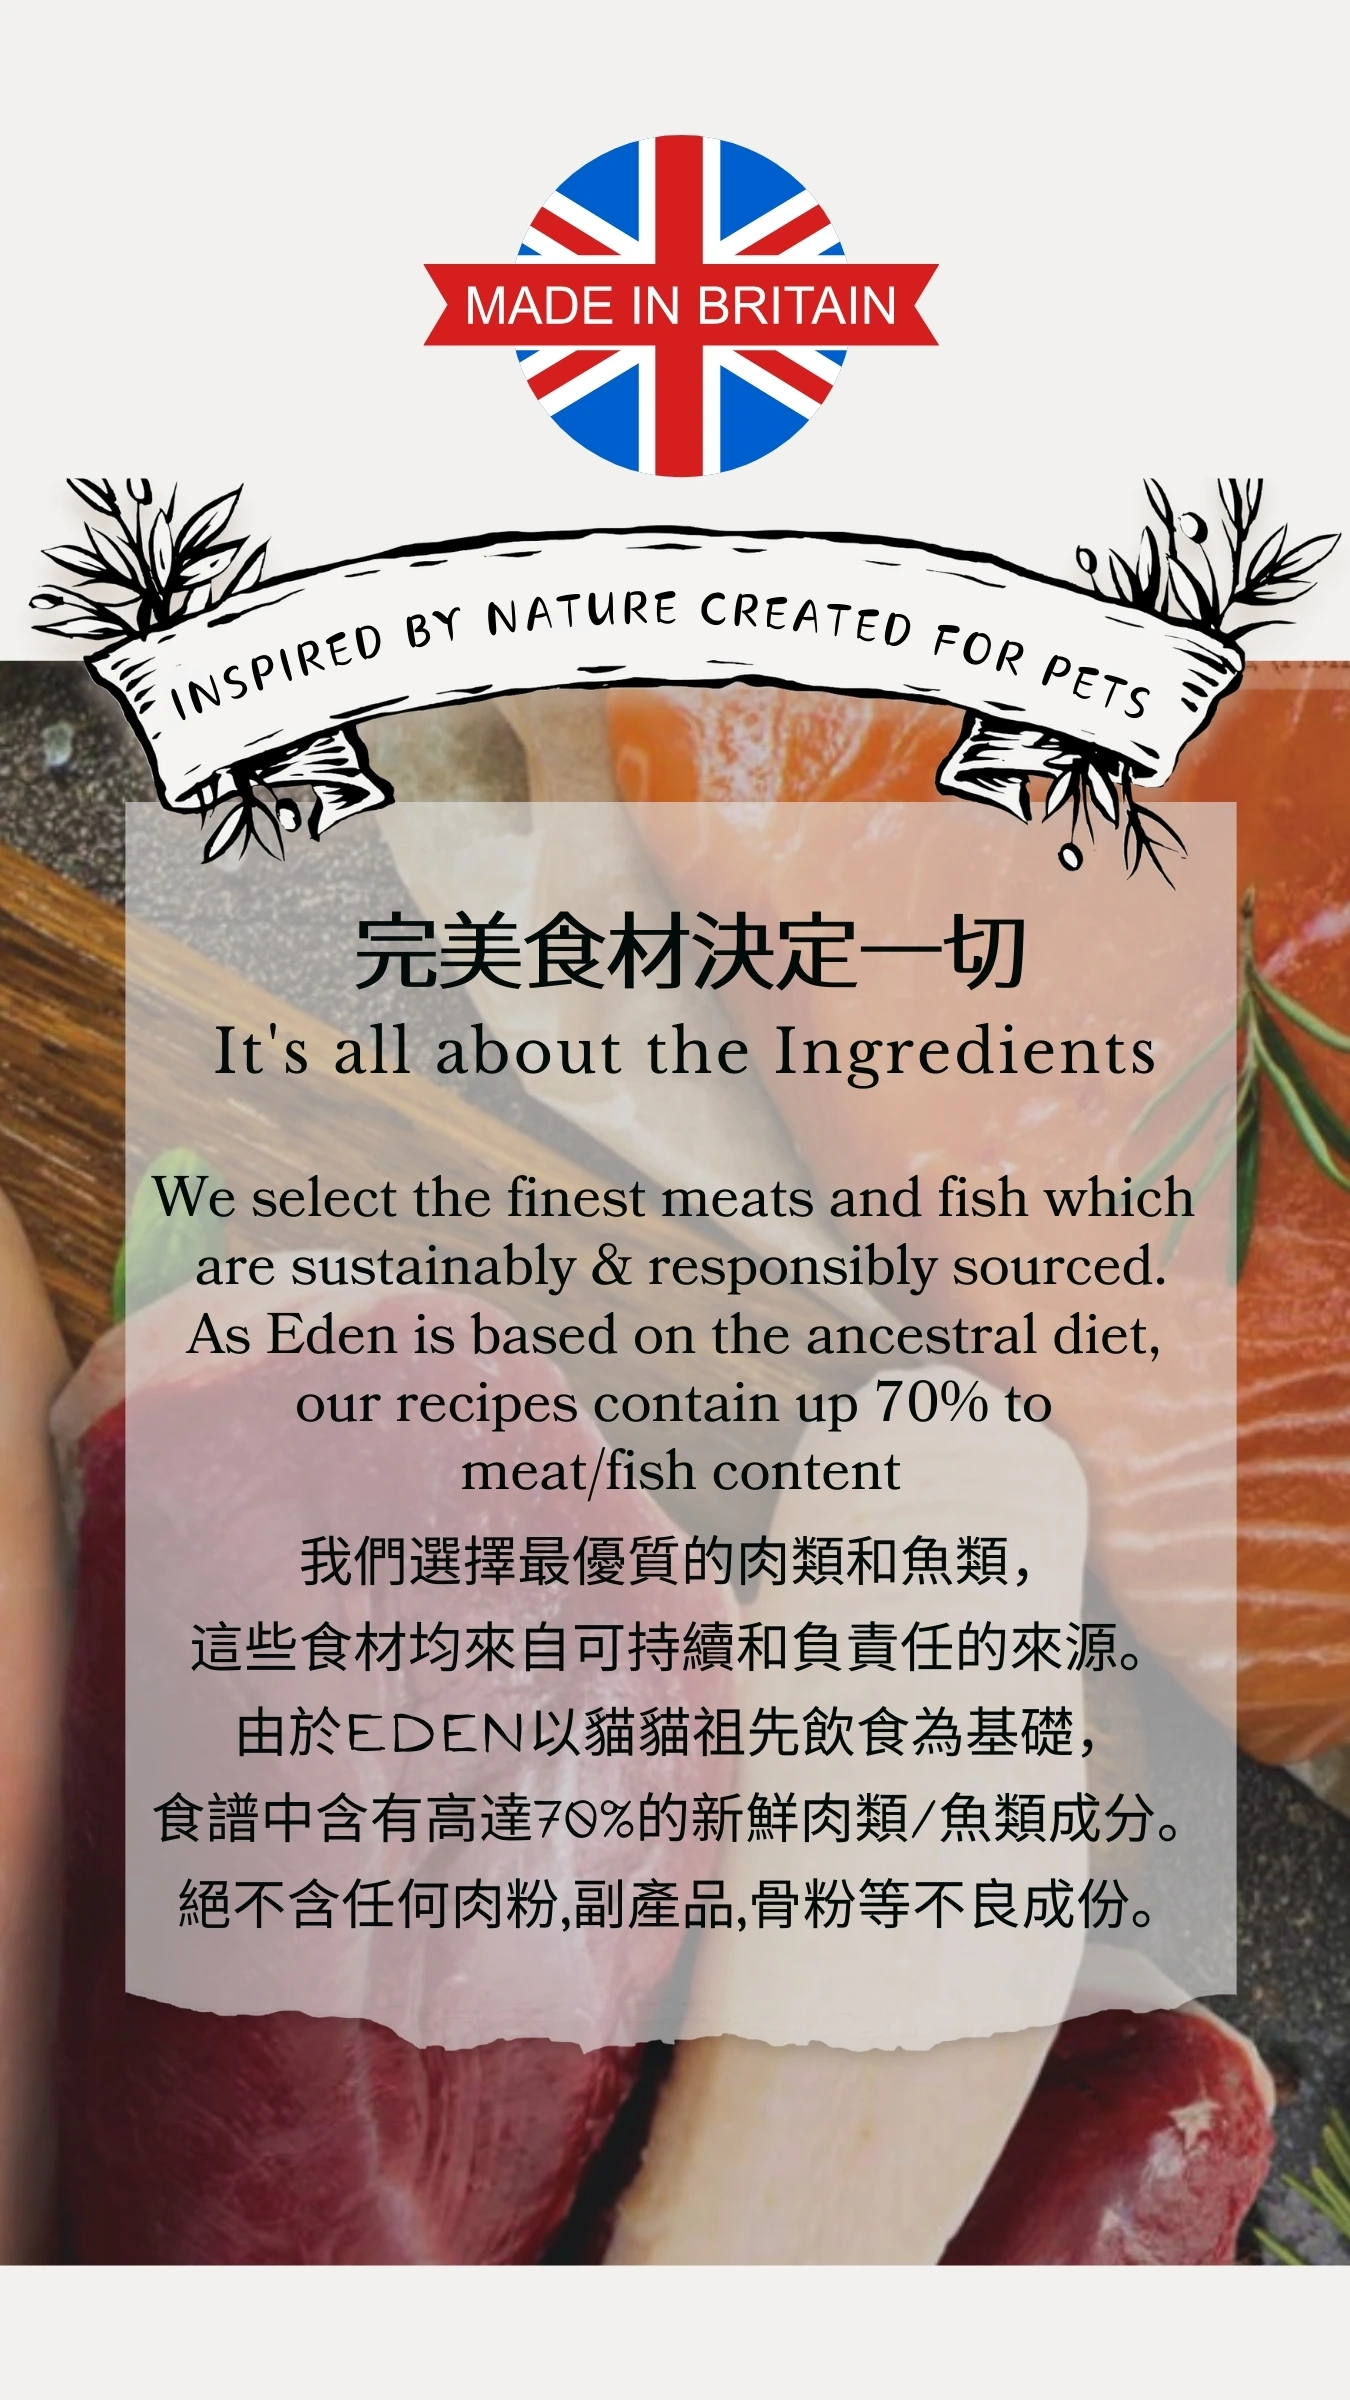 MADE IN BRITAIN
INSPIRED BY NATURE CREATED FOR PETS
完美食材決定一切
It's all about the Ingredients
We select the finest meats and fish which
are sustainably & responsibly sourced.
As Eden is based on the ancestral diet,
our recipes contain up 70% to
meat/fish content
我們選擇最優質的肉類和魚類，
這些食材均來自可持續和負責任的來源。
由於EDEN以貓貓祖先飲食為基礎，
食譜中含有高達70%的新鮮肉類/魚類成分。
絕不含任何肉粉,副產品,骨粉等不良成份。